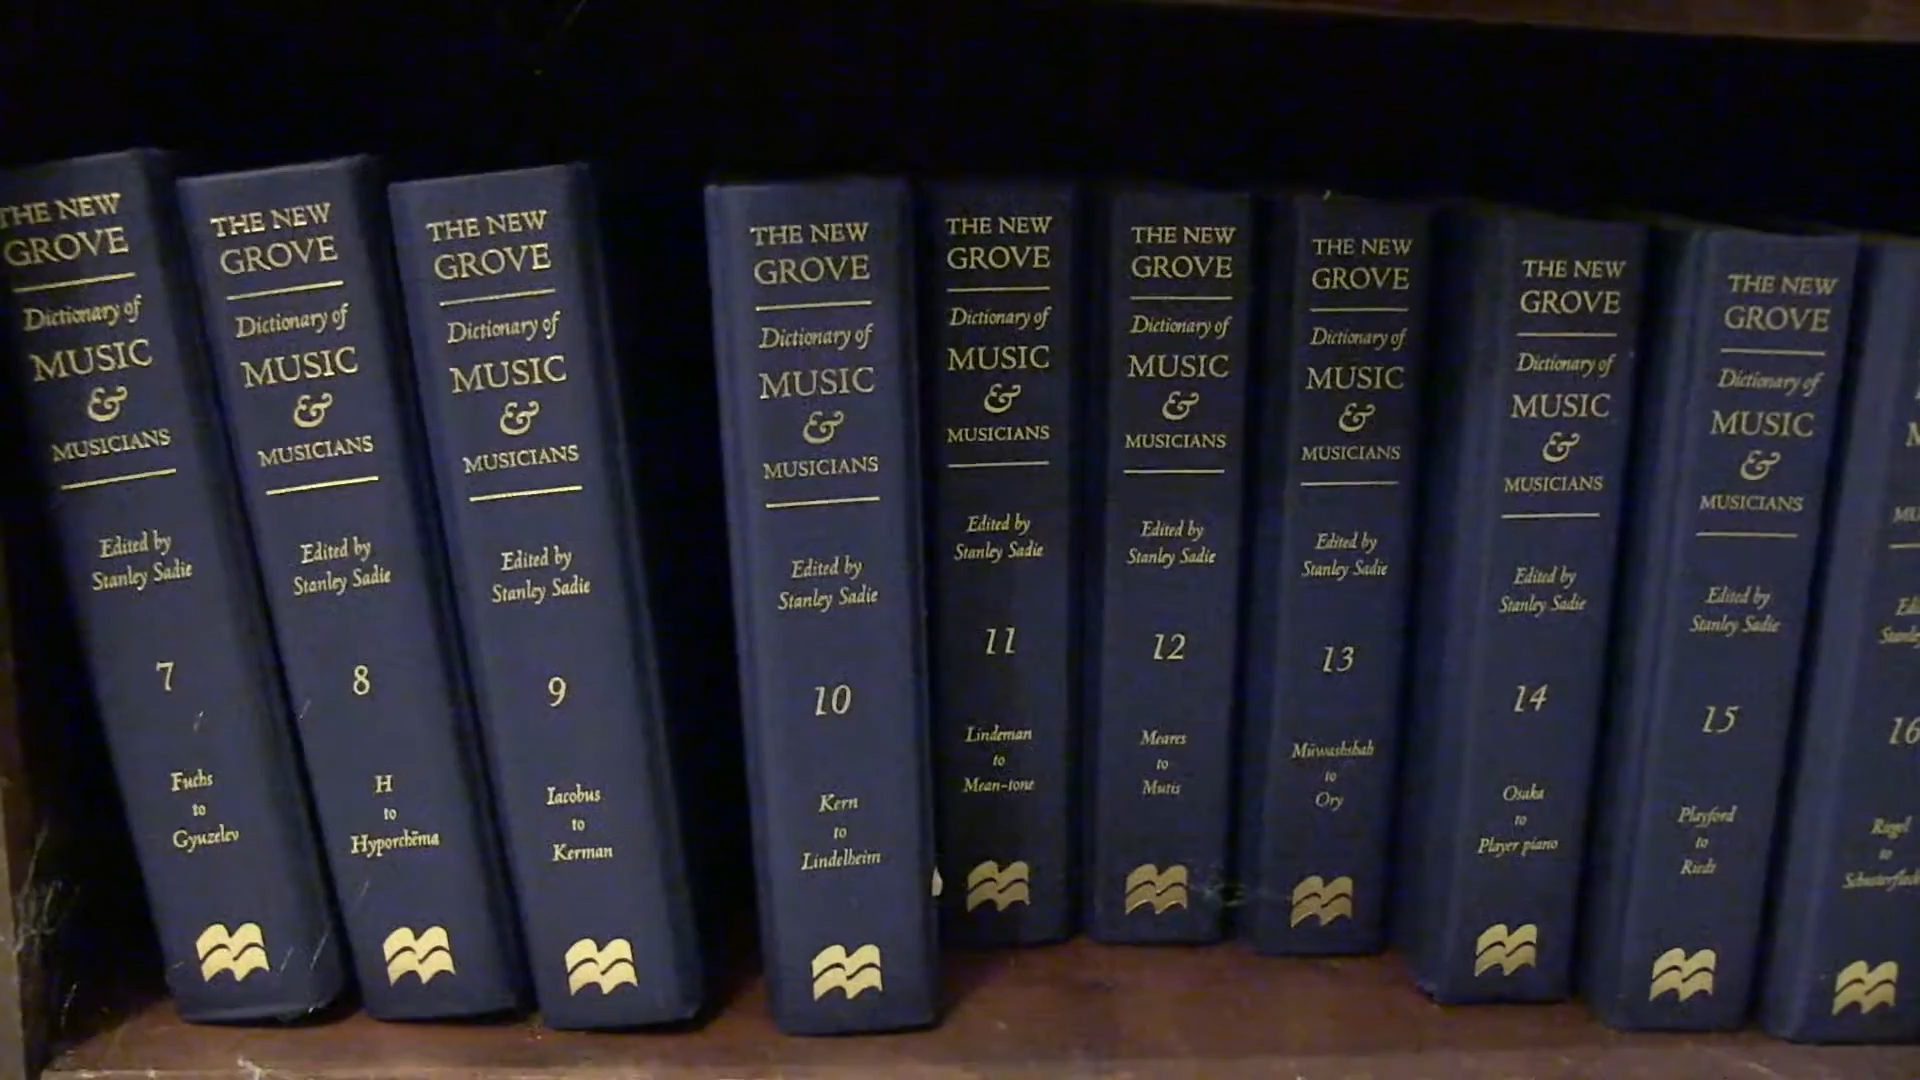 THE NEW
GROVE
Dictionary of
MUSIC
&
MUSICIANS
Edited by
Stanley Sadie
7
Fuchs
to
Gyuzelev
THE NEW
GROVE
Dictionary of
MUSIC
&
MUSICIANS
Edited by
Stanley Sadie
8
H
to
Hyporchēma
THE NEW
GROVE
Dictionary of
MUSIC
&
MUSICIANS
Edited by
Stanley Sadie
9
Iacobus
to
Kerman
THE NEW
GROVE
Dictionary of
MUSIC
&
MUSICIANS
Edited by
Stanley Sadie
10
Kern
to
Lindelheim
THE NEW
GROVE
Dictionary of
MUSIC
&
MUSICIANS
Edited by
Stanley Sadie
11
Lindeman
to
Mean-tone
THE NEW
GROVE
Dictionary of
MUSIC
&
MUSICIANS
Edited by
Stanley Sadie
12
Meares
to
Mutis
THE NEW
GROVE
Dictionary of
MUSIC
&
MUSICIANS
Edited by
Stanley Sadie
13
Muwashshah
to
Ory
THE NEW
GROVE
Dictionary of
MUSIC
&
MUSICIANS
Edited by
Stanley Sadie
14
Osaka
to
Player piano
THE NEW
GROVE
Dictionary of
MUSIC
&
MUSICIANS
Edited by
Stanley Sadie
15
Playford
to
Riedt
16
Riegel
to